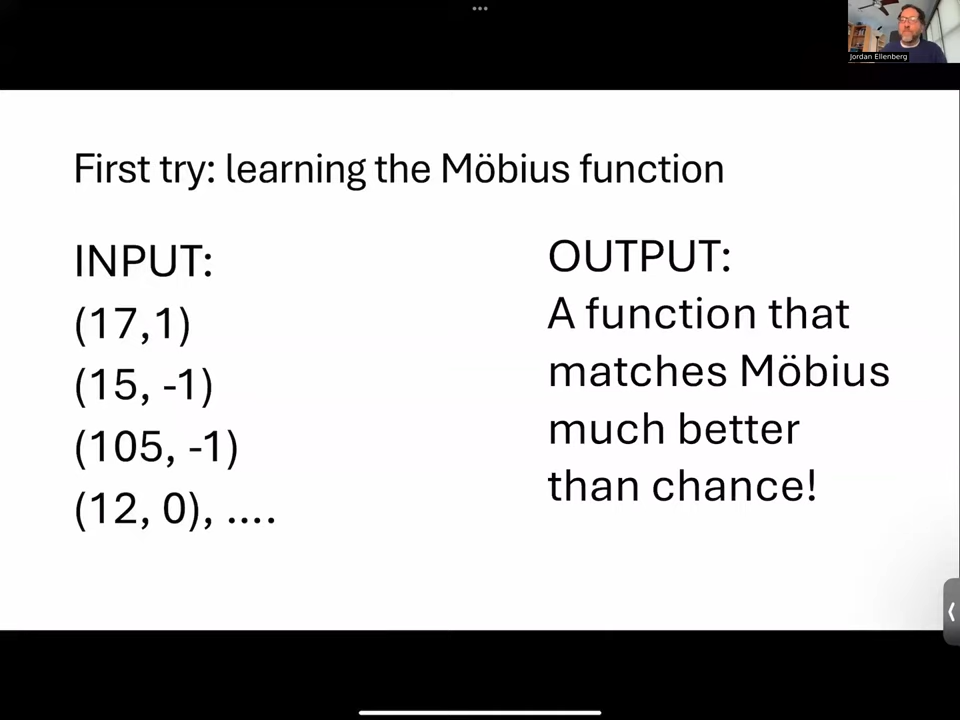 Jordan Ellenberg
First try: learning the Möbius function
INPUT:
(17,1)
(15, -1)
(105, -1)
(12, 0), ....
OUTPUT:
A function that
matches Möbius
much better
than chance!